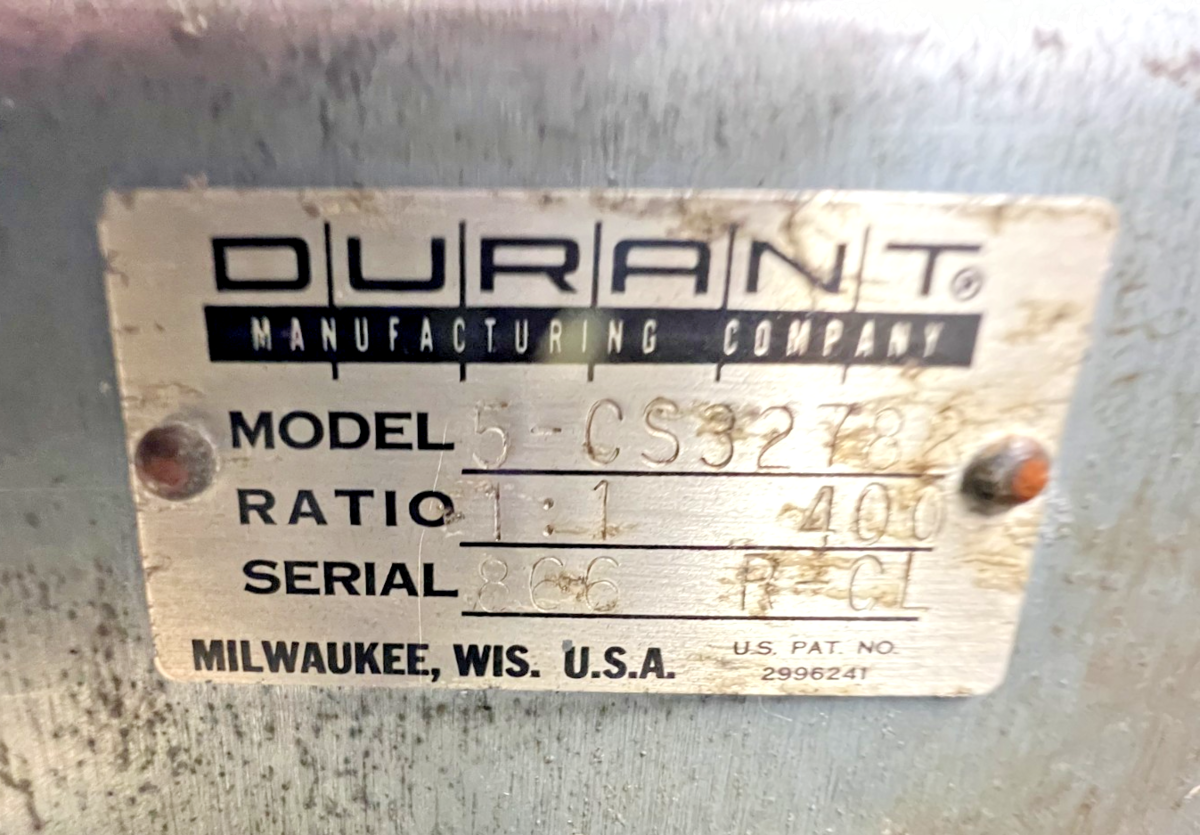 DURANT®
MANUFACTURING COMPANY
MODEL 5-CS32782
RATIO 1:1 400
SERIAL 866 R-CL
MILWAUKEE, WIS. U.S.A.
U.S. PAT. NO.
2996241